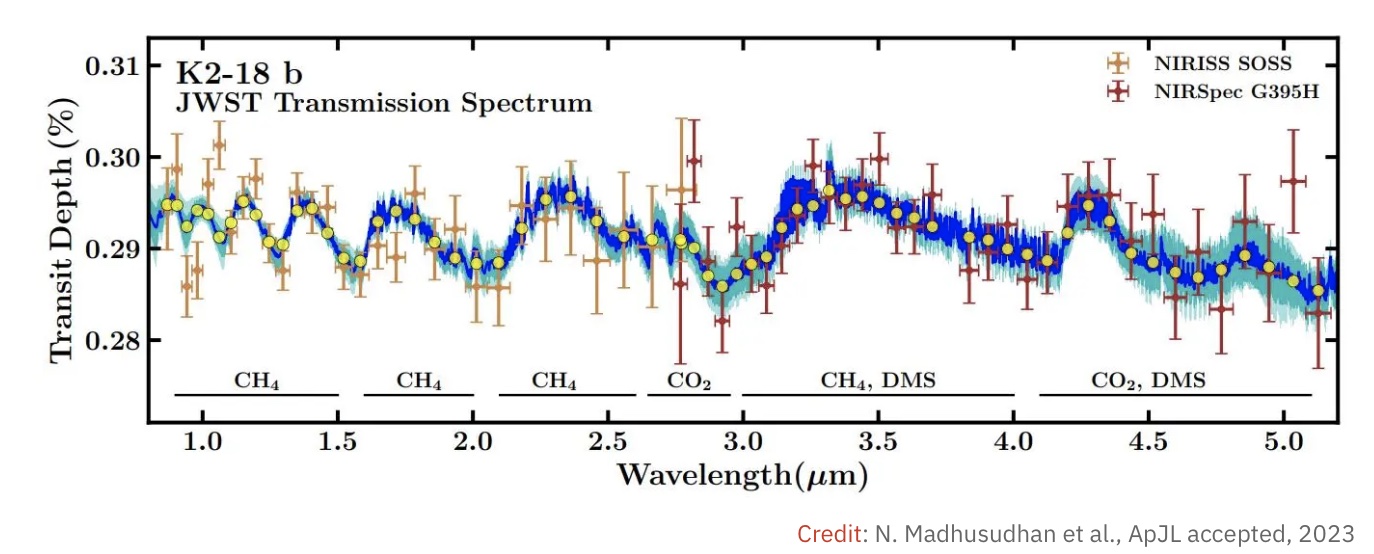 K2-18 b
JWST Transmission Spectrum
NIRISS SOSS
NIRSpec G395H
Transit Depth (%)
0.31
0.30
0.29
0.28
CH₄
CH₄
CH₄
CO₂
CH₄, DMS
CO₂, DMS
1.0 1.5 2.0 2.5 3.0 3.5 4.0 4.5 5.0
Wavelength(μm)
Credit: N. Madhusudhan et al., ApJL accepted, 2023